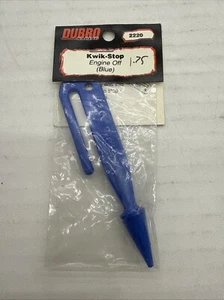 DUBRO
2220
Kwik-Stop
Engine Off
(Blue)
1.75